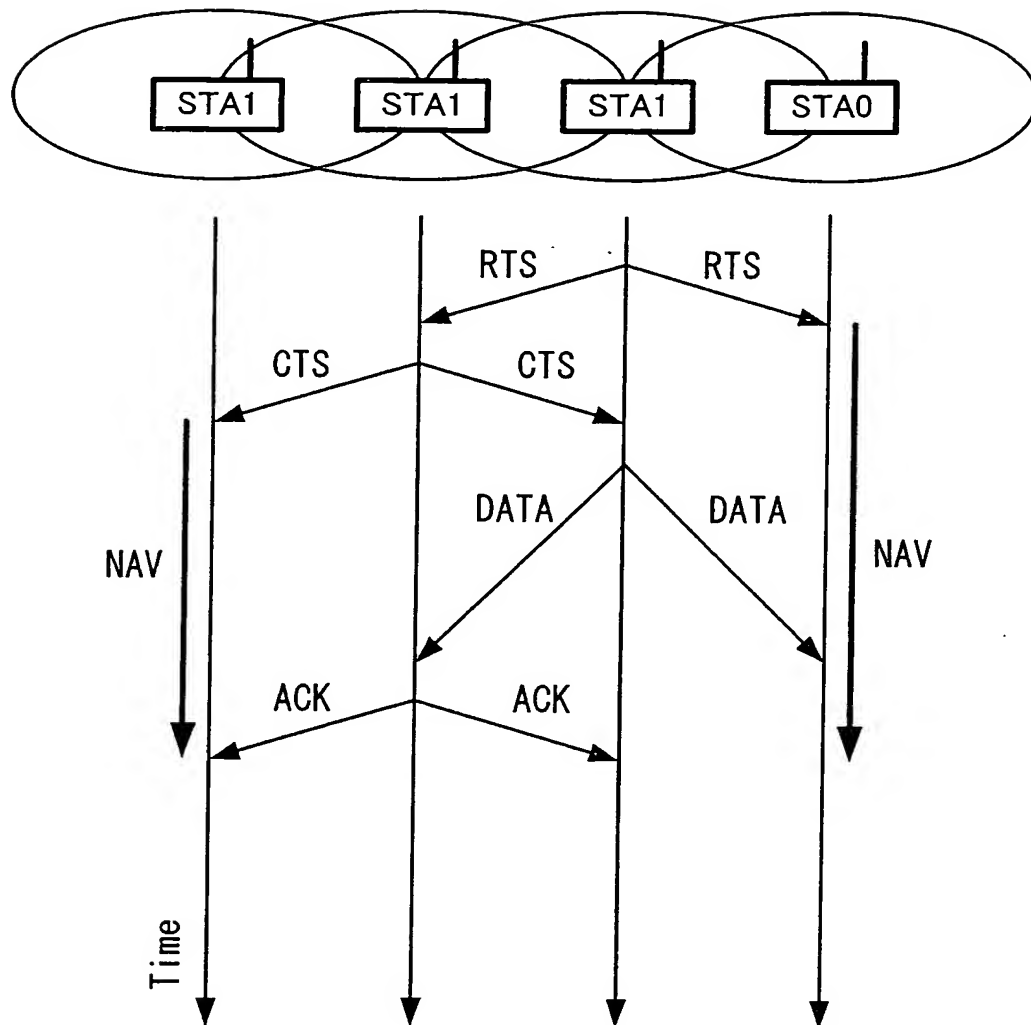 STA1 STA1 STA1 STA0
RTS RTS
CTS CTS
DATA DATA
NAV NAV
ACK ACK
Time